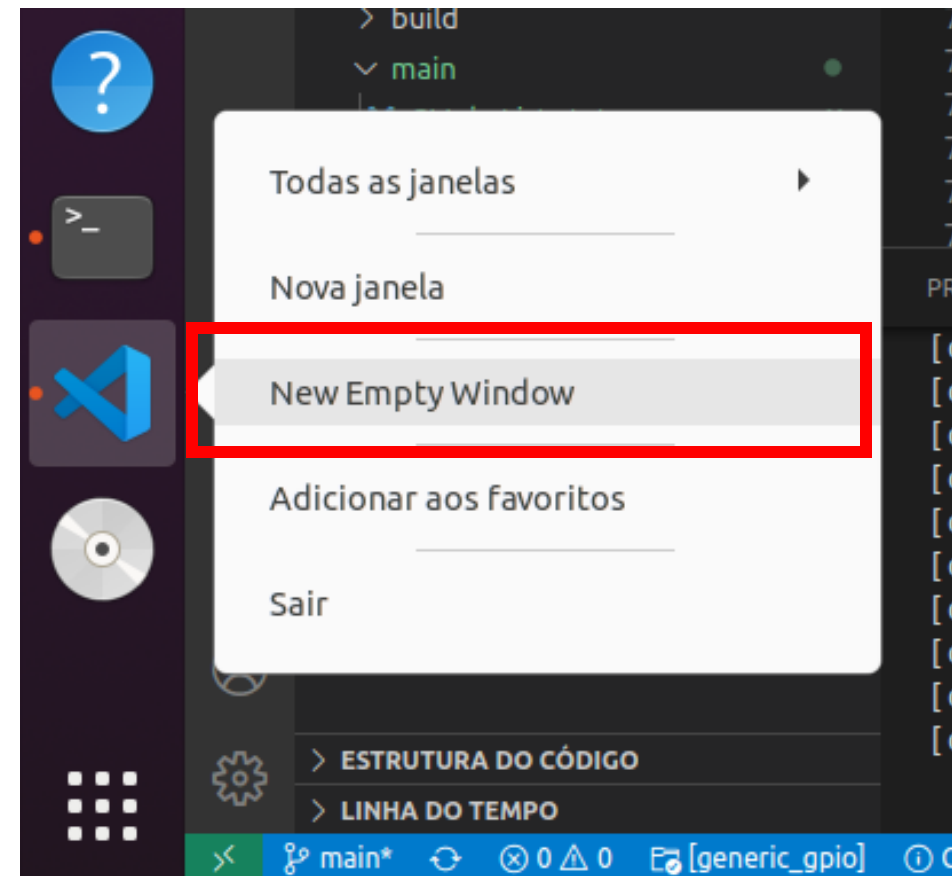 build
main
Todas as janelas
Nova janela
New Empty Window
Adicionar aos favoritos
Sair
ESTRUTURA DO CÓDIGO
LINHA DO TEMPO
main* 0 0 [generic_gpio]